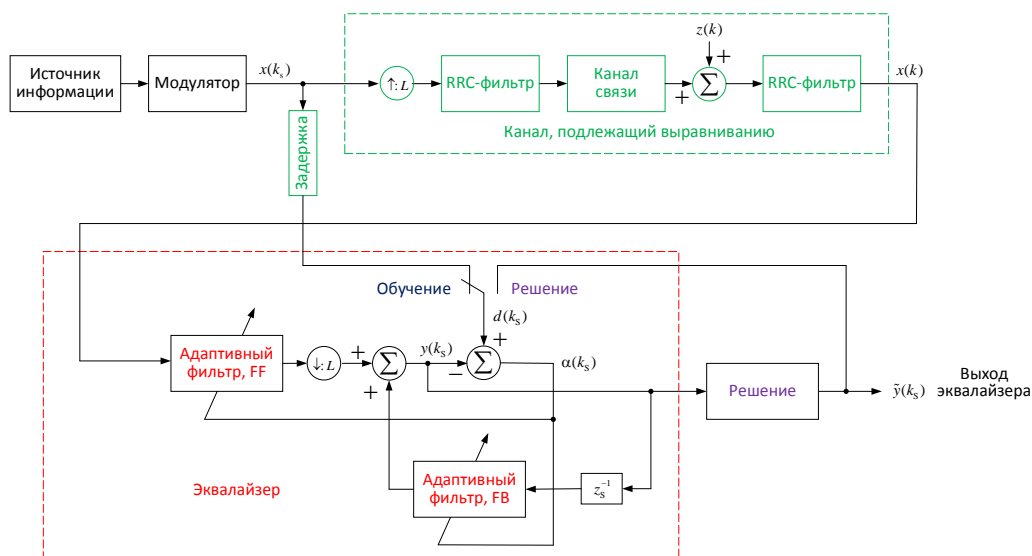 z(k)
Источник
информации
Модулятор
x(kₛ)
↑:L
RRC-фильтр
Канал
связи
+
Σ
+
RRC-фильтр
x(k)
Канал, подлежащий выравниванию
Задержка
Обучение
Решение
d(kₛ)
Адаптивный
фильтр, FF
↓:L
+
Σ
+
y(kₛ)
−
Σ
+
α(kₛ)
Решение
ỹ(kₛ)
Выход
эквалайзера
Эквалайзер
Адаптивный
фильтр, FB
zₛ⁻¹